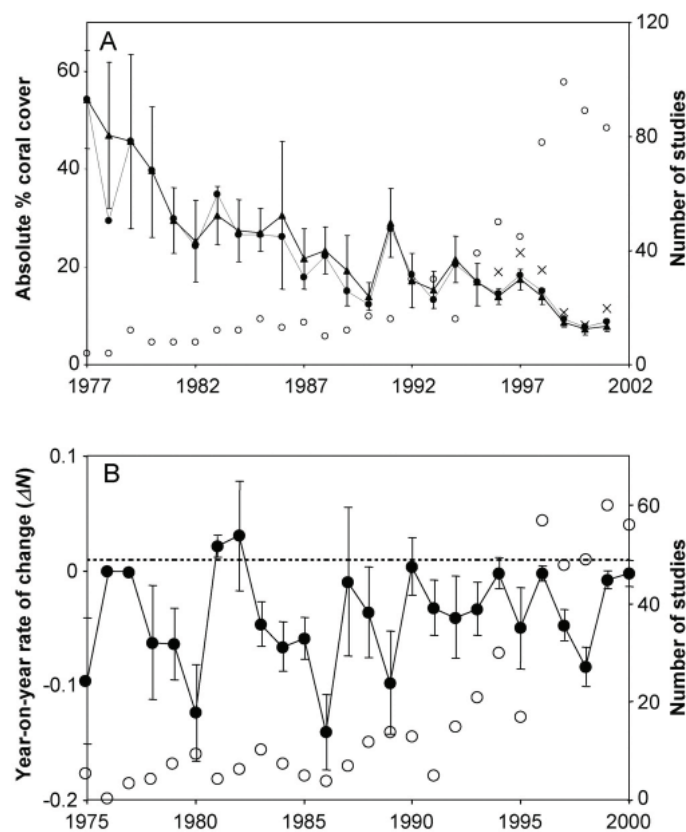 A
Absolute % coral cover
60
40
20
0
Number of studies
120
80
40
0
1977 1982 1987 1992 1997 2002
B
Year-on-year rate of change (ΔN)
0.1
0
-0.1
-0.2
Number of studies
60
40
20
0
1975 1980 1985 1990 1995 2000